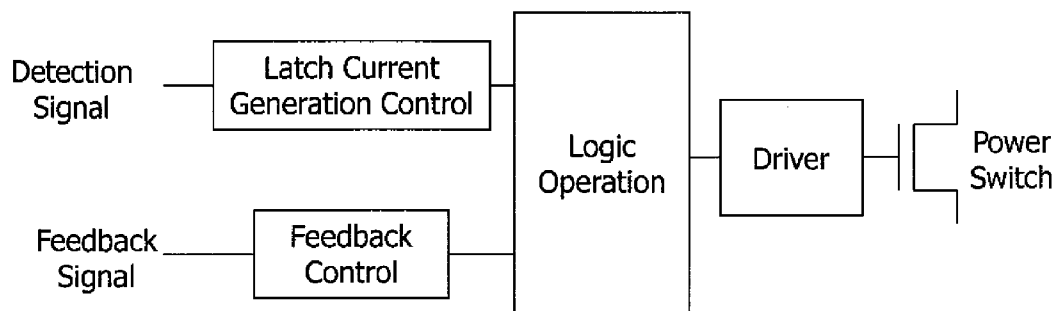 Detection
Signal
Latch Current
Generation Control
Logic
Operation
Driver
Power
Switch
Feedback
Signal
Feedback
Control